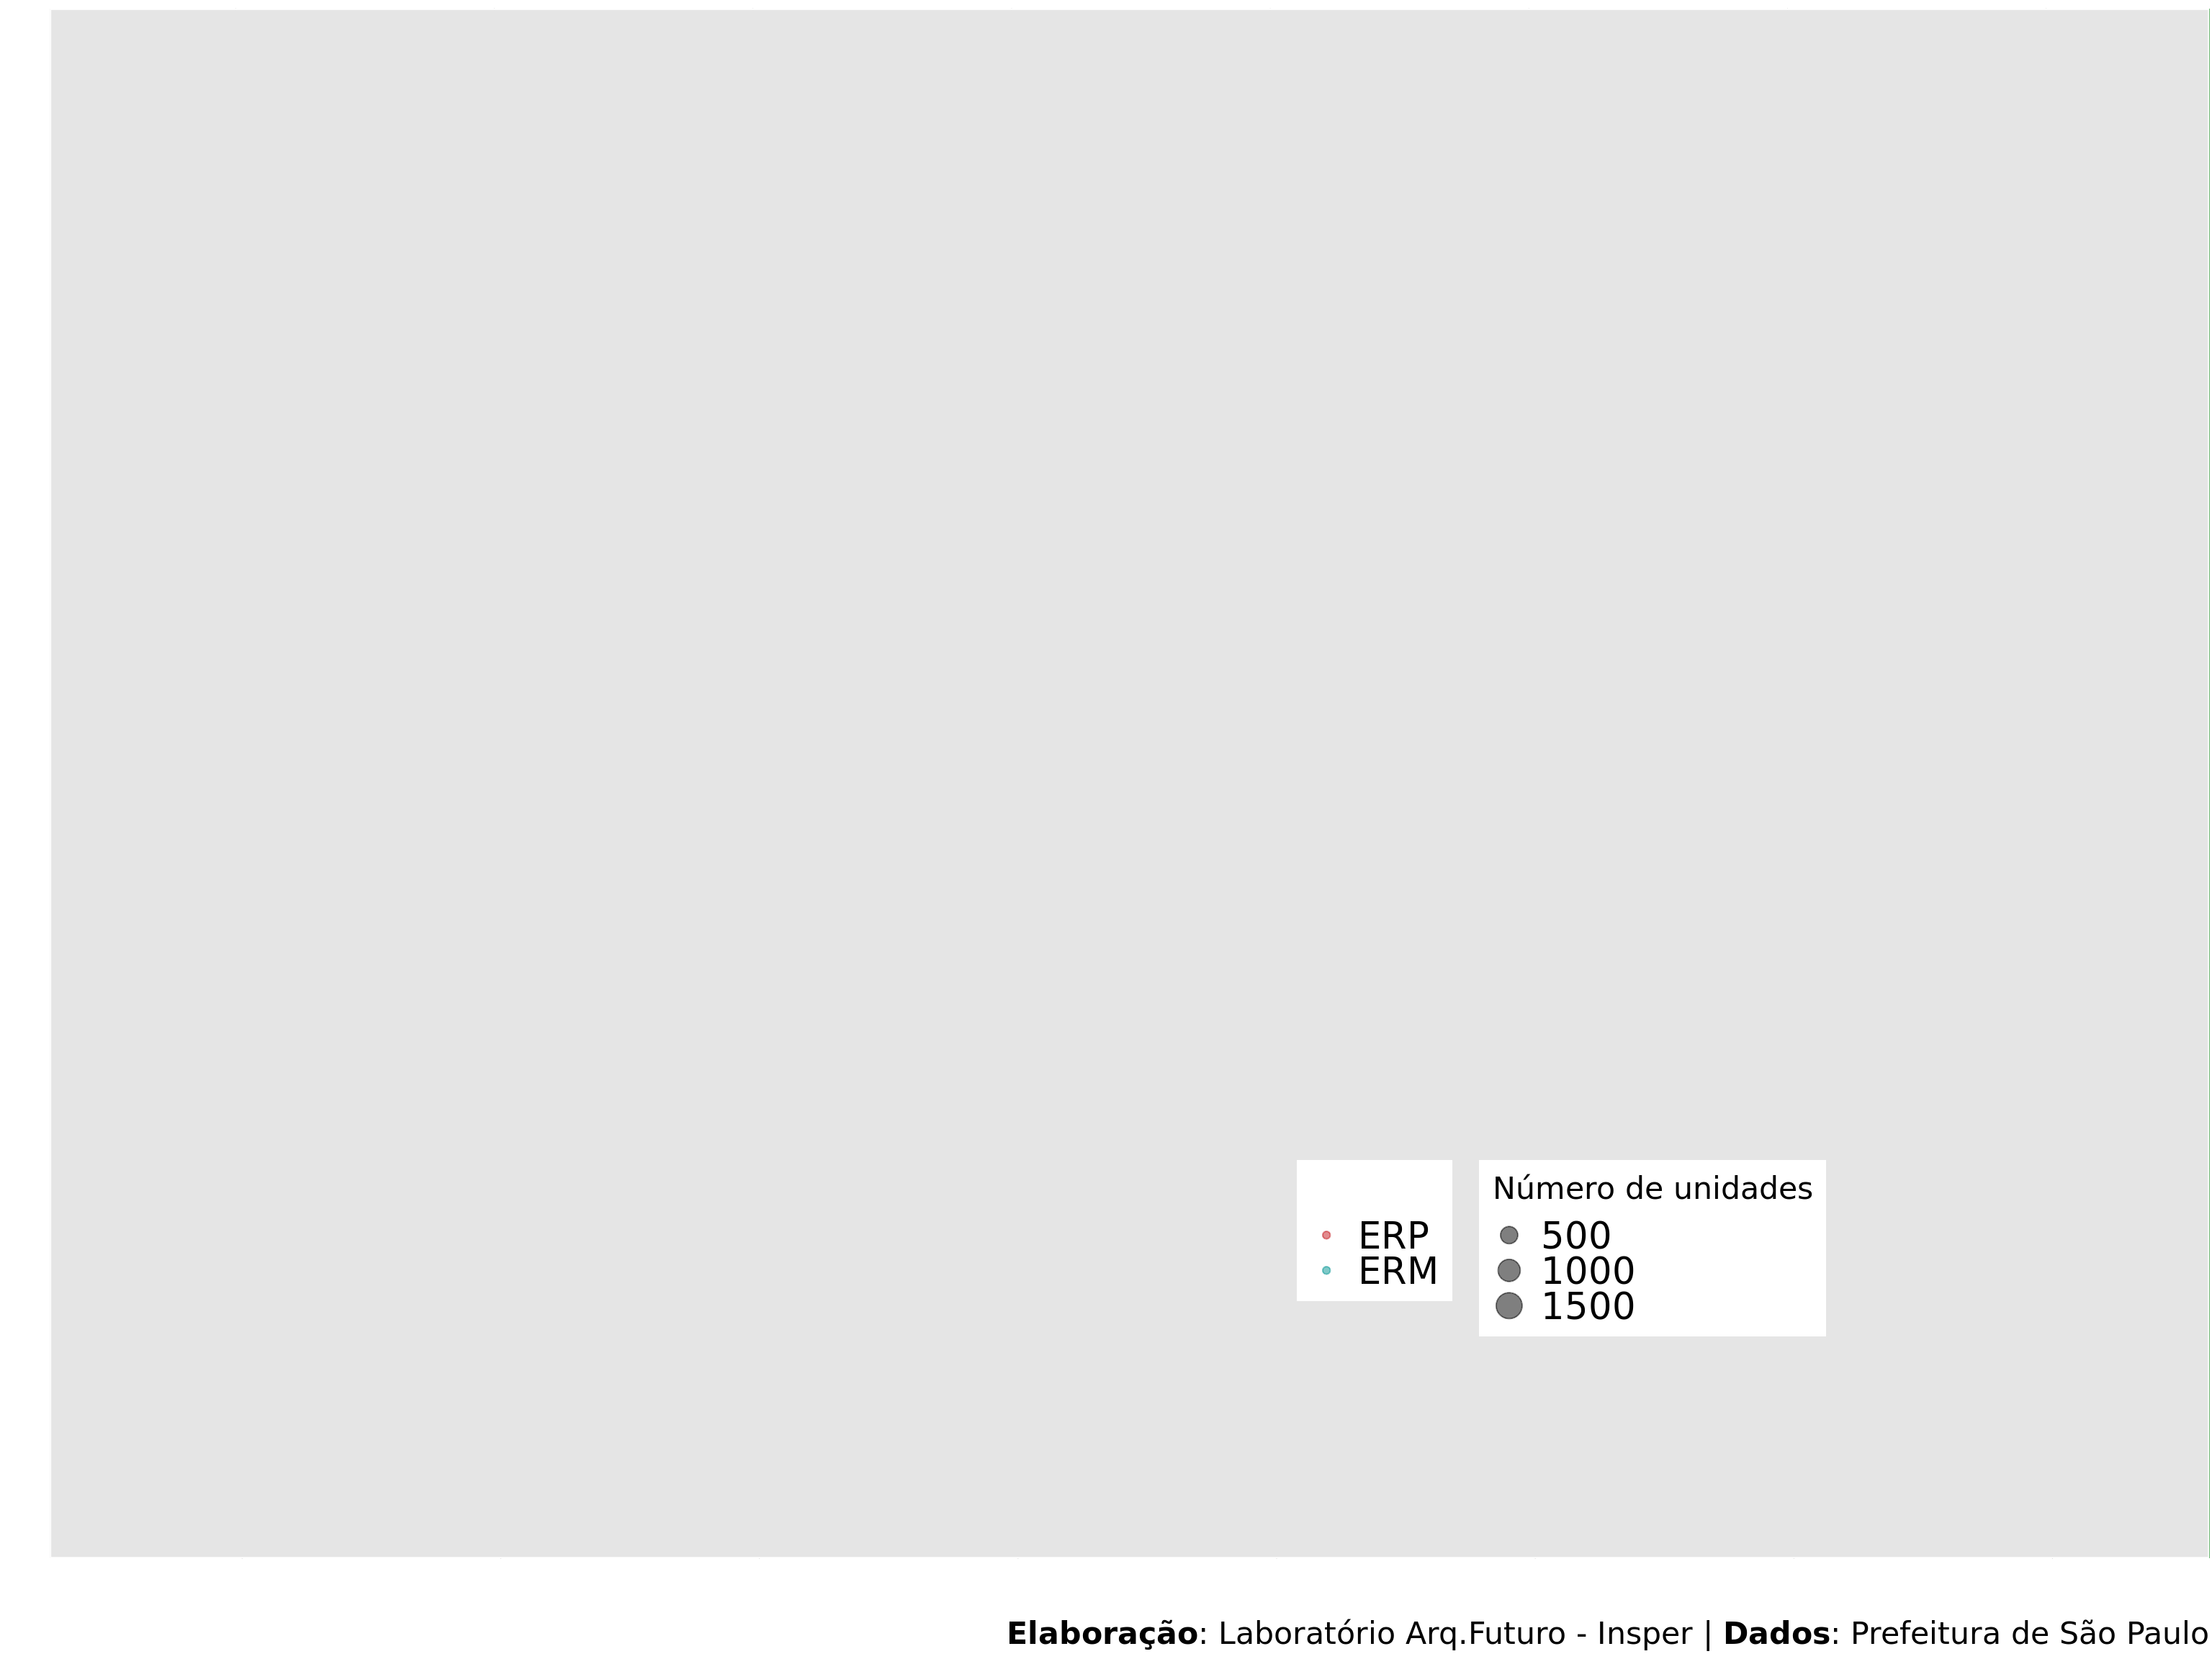 ERP
ERM
Número de unidades
500
1000
1500
Elaboração: Laboratório Arq.Futuro - Insper | Dados: Prefeitura de São Paulo